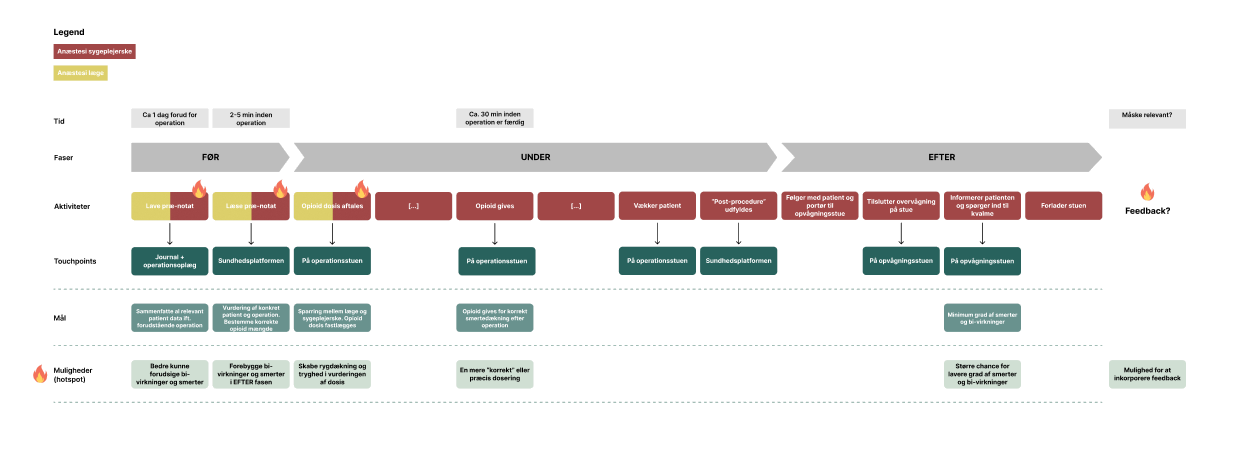 Legend
Anæstesi sygeplejerske
Anæstesi læge
Tid
Ca 1 dag forud for
operation
2-5 min inden
operation
Ca. 30 min inden
operation er færdig
Måske relevant?
Faser
FØR
UNDER
EFTER
Aktiviteter
Lave præ-notat
Læse præ-notat
Opioid dosis aftales
[...]
Opioid gives
[...]
Vækker patient
"Post-procedure"
udfyldes
Følger med patient og
portør til
opvågningsstue
Tilslutter overvågning
på stue
Informerer patienten
og spørger ind til
kvalme
Forlader stuen
Feedback?
Touchpoints
Journal +
operationsoplæg
Sundhedsplatformen
På operationsstuen
På operationsstuen
På operationsstuen
Sundhedsplatformen
På opvågningsstuen
På opvågningsstuen
Mål
Sammenfatte al relevant
patient data ift.
forudstående operation
Vurdering af konkret
patient og operation.
Bestemme korrekte
opioid mængde
Sparring mellem læge og
sygeplejerske. Opioid
dosis fastlægges
Opioid gives for korrekt
smertedækning efter
operation
Minimum grad af smerter
og bi-virkninger
Muligheder
(hotspot)
Bedre kunne
forudsige bi-
virkninger og smerter
Forebygge bi-
virkninger og smerter
i EFTER fasen
Skabe rygdækning og
tryghed i vurderingen
af dosis
En mere "korrekt" eller
præcis dosering
Større chance for
lavere grad af smerter
og bi-virkninger
Mulighed for at
inkorporere feedback